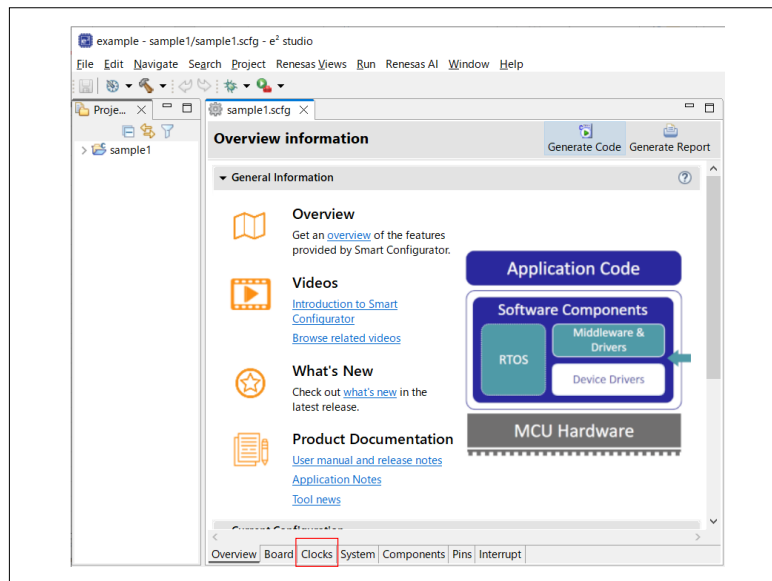 example - sample1/sample1.scfg - e² studio
File Edit Navigate Search Project Renesas Views Run Renesas AI Window Help
Proje...
sample1.scfg
sample1
Overview information
Generate Code
Generate Report
General Information
Overview
Get an overview of the features
provided by Smart Configurator.
Videos
Introduction to Smart
Configurator
Browse related videos
What's New
Check out what's new in the
latest release.
Product Documentation
User manual and release notes
Application Notes
Tool news
Application Code
Software Components
RTOS
Middleware &
Drivers
Device Drivers
MCU Hardware
Current Configuration
Overview Board Clocks System Components Pins Interrupt